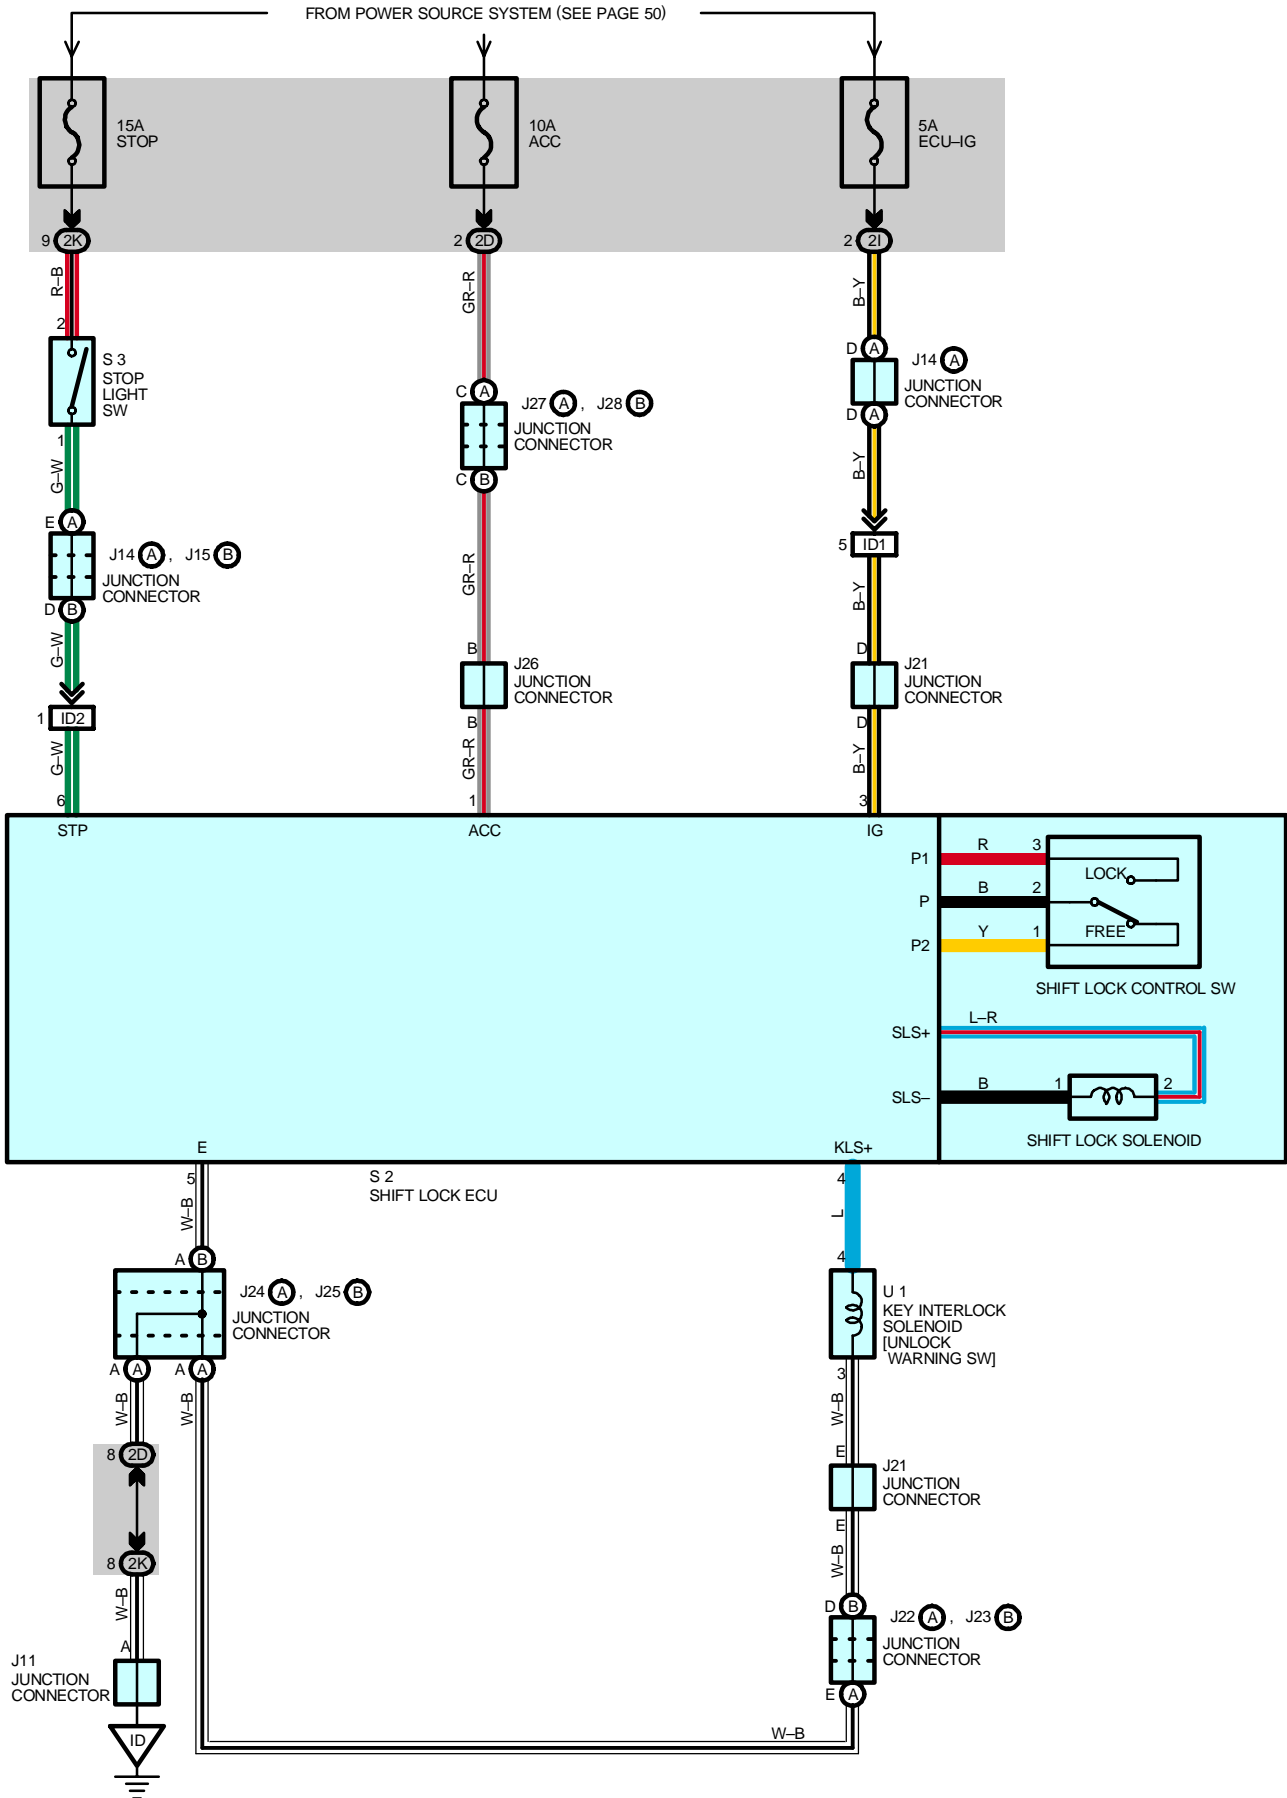 FROM POWER SOURCE SYSTEM (SEE PAGE 50)
15A
STOP
10A
ACC
5A
ECU–IG
9 2K
2 2D
2 2I
R–B
GR–R
B–Y
2
S 3
STOP
LIGHT
SW
1
G–W
D A
J14 A
JUNCTION
CONNECTOR
D A
C A
J27 A , J28 B
JUNCTION
CONNECTOR
C B
B–Y
E A
J14 A , J15 B
JUNCTION
CONNECTOR
D B
5 ID1
GR–R
B–Y
G–W
B
J26
JUNCTION
CONNECTOR
B
D
J21
JUNCTION
CONNECTOR
D
1 ID2
G–W
GR–R
B–Y
6
1
3
STP
ACC
IG
P1
R
3
LOCK
P
B
2
P2
Y
1
FREE
SHIFT LOCK CONTROL SW
SLS+
L–R
SLS–
B
1
2
SHIFT LOCK SOLENOID
E
KLS+
S 2
SHIFT LOCK ECU
5
W–B
4
L
4
A B
J24 A , J25 B
JUNCTION
CONNECTOR
A A
A A
U 1
KEY INTERLOCK
SOLENOID
[UNLOCK
WARNING SW]
3
W–B
W–B
W–B
E
J21
JUNCTION
CONNECTOR
E
W–B
8 2D
8 2K
W–B
D B
J22 A , J23 B
JUNCTION
CONNECTOR
E A
A
J11
JUNCTION
CONNECTOR
ID
W–B